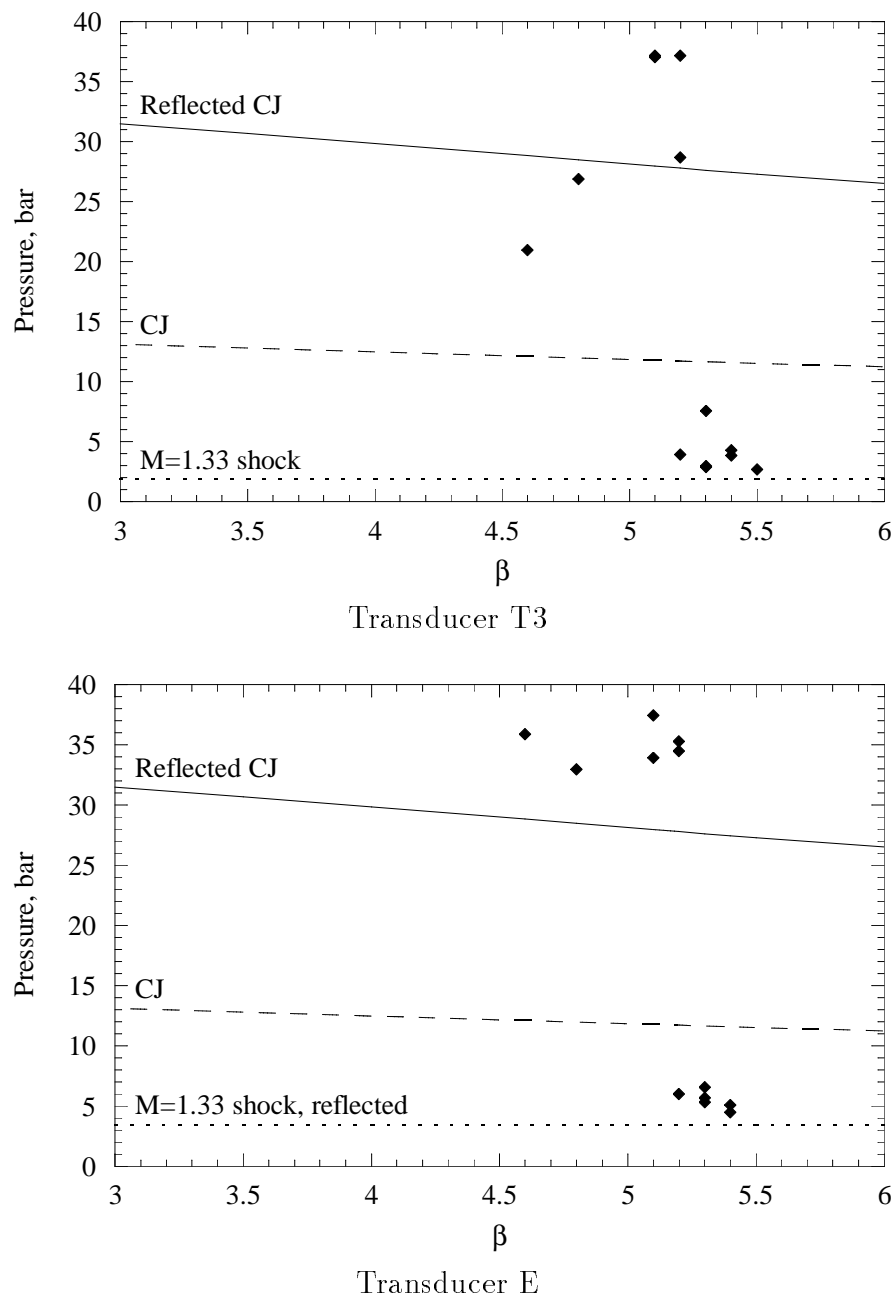 40
35
Reflected CJ
30
25
Pressure, bar
20
15
CJ
10
5
M=1.33 shock
0
3 3.5 4 4.5 5 5.5 6
β
Transducer T3
40
35
Reflected CJ
30
25
Pressure, bar
20
15
CJ
10
5
M=1.33 shock, reflected
0
3 3.5 4 4.5 5 5.5 6
β
Transducer E